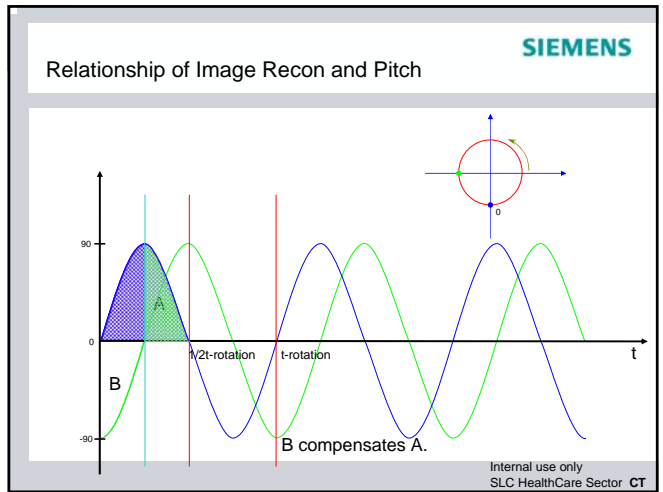 SIEMENS
Relationship of Image Recon and Pitch
0
90
A
0
1/2t-rotation
t-rotation
t
B
-90
B compensates A.
Internal use only
SLC HealthCare Sector CT